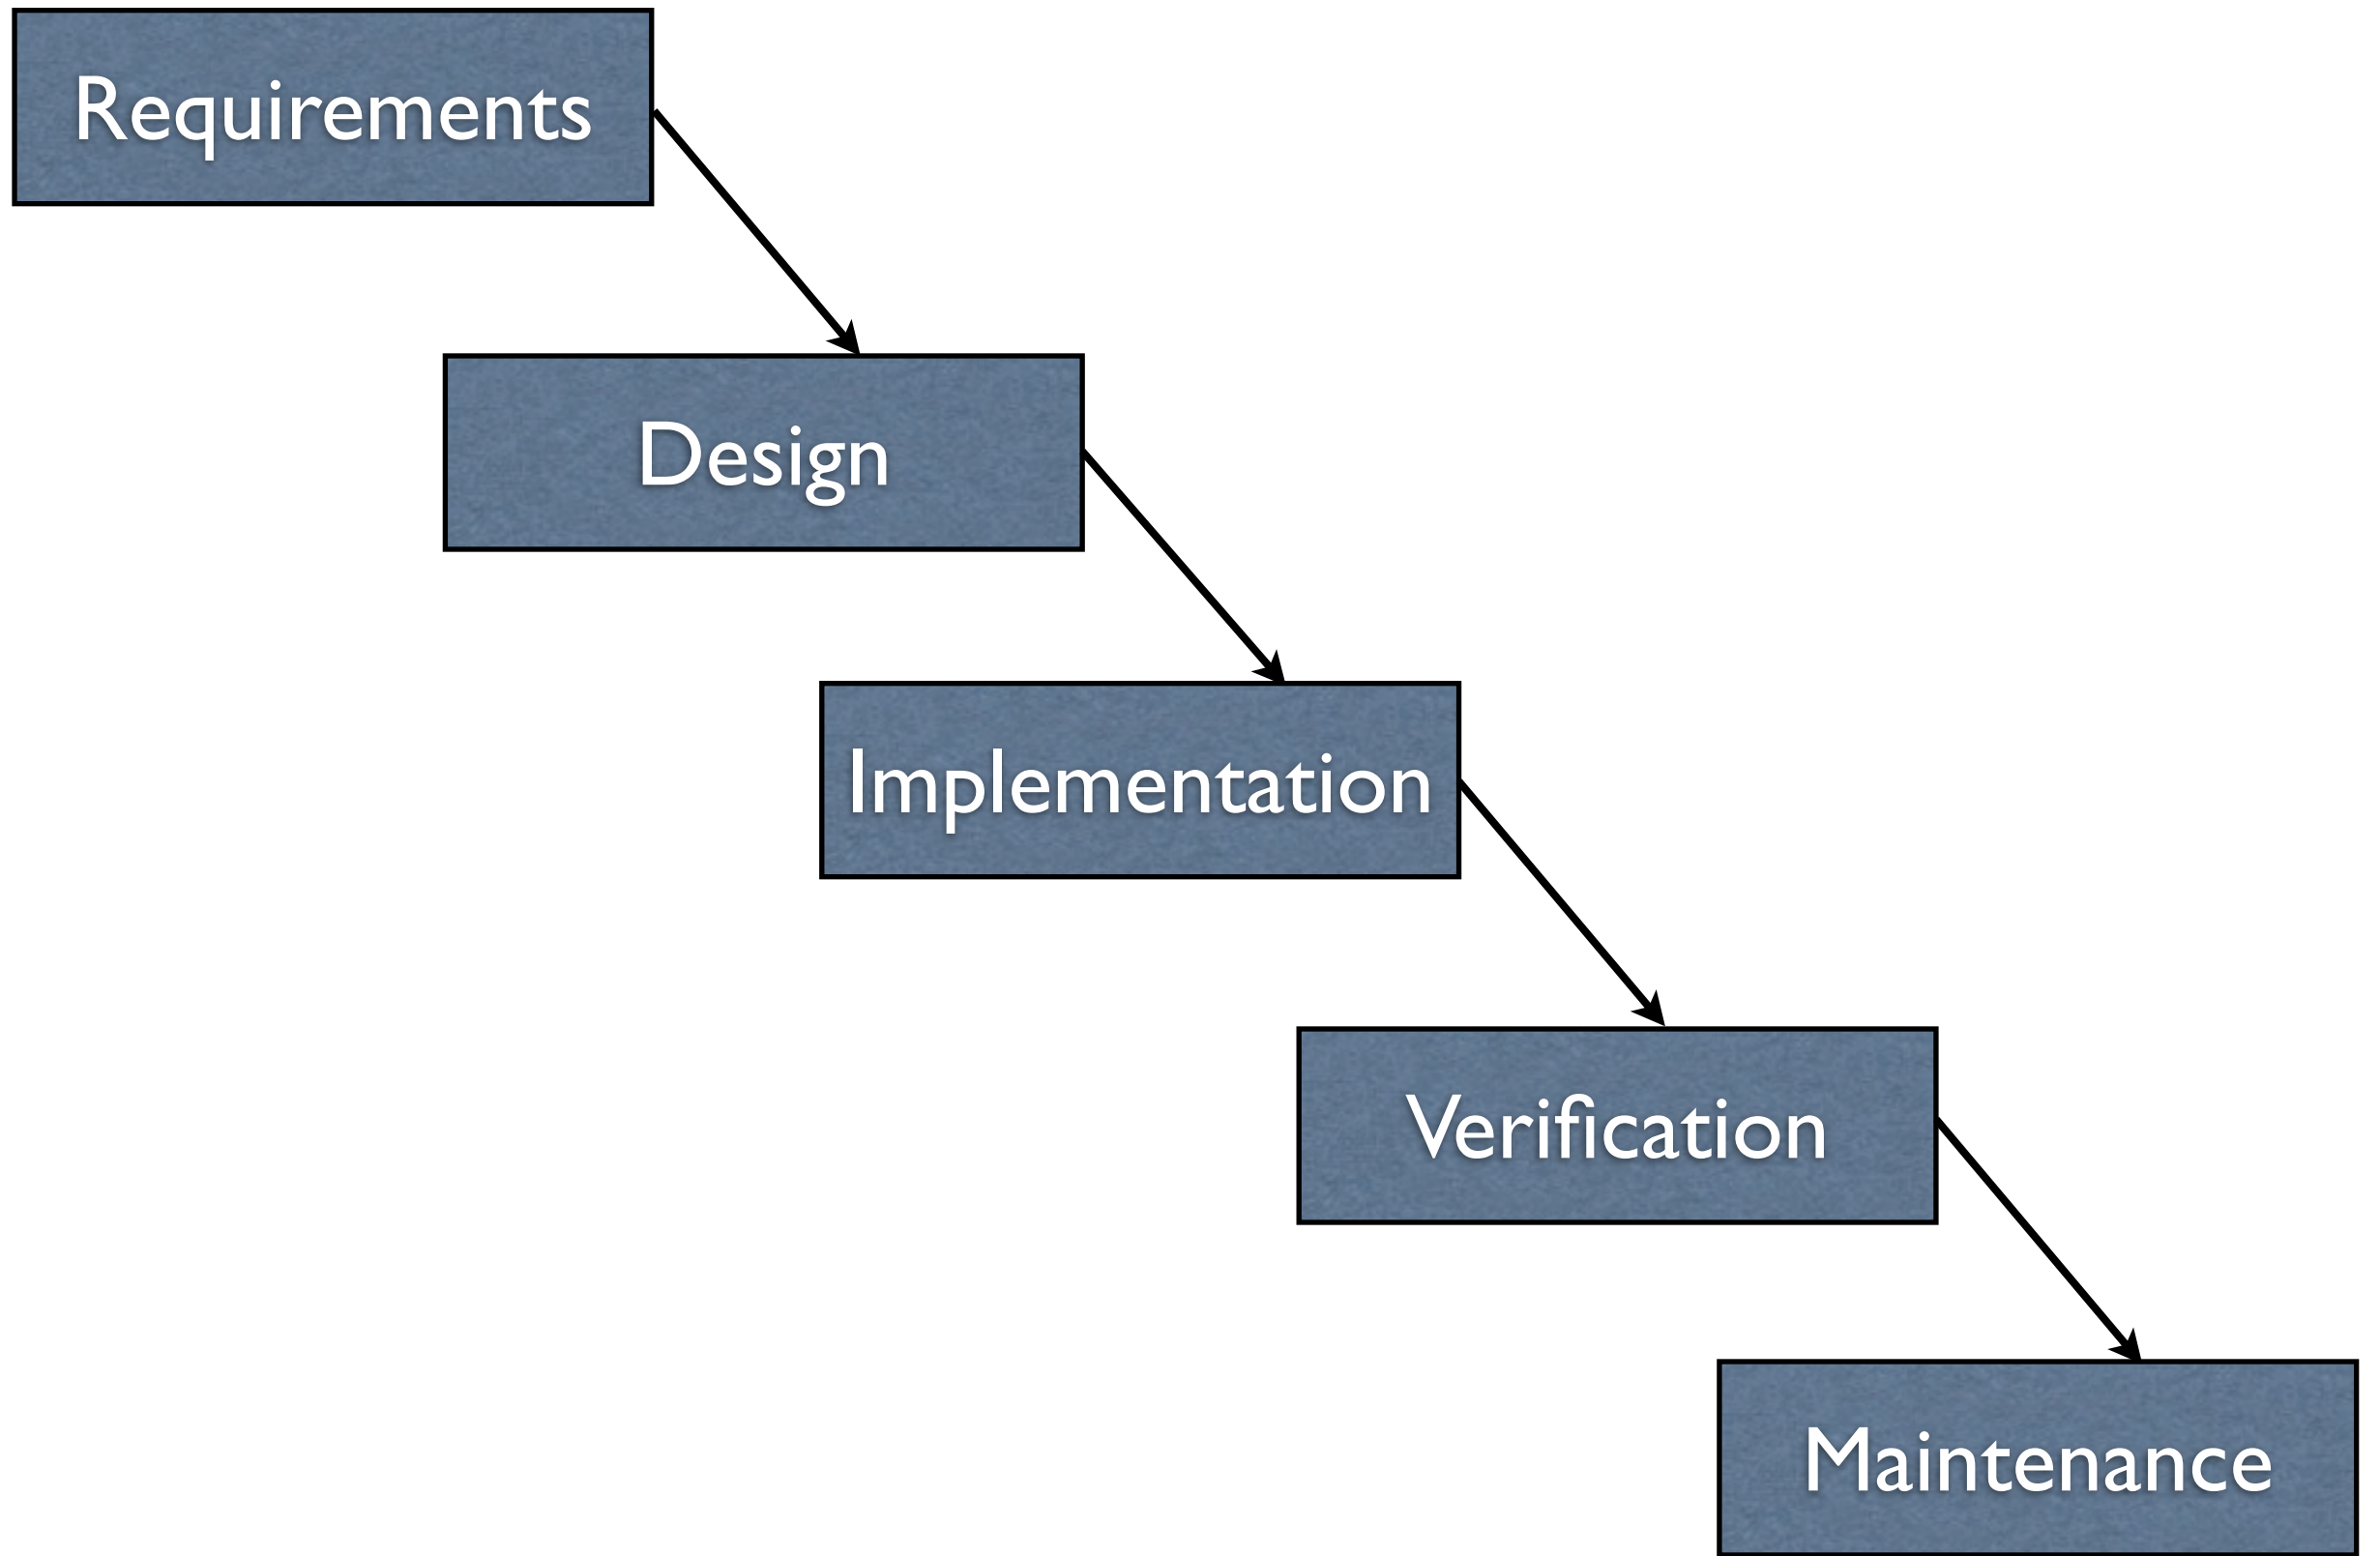 Requirements
Design
Implementation
Verification
Maintenance